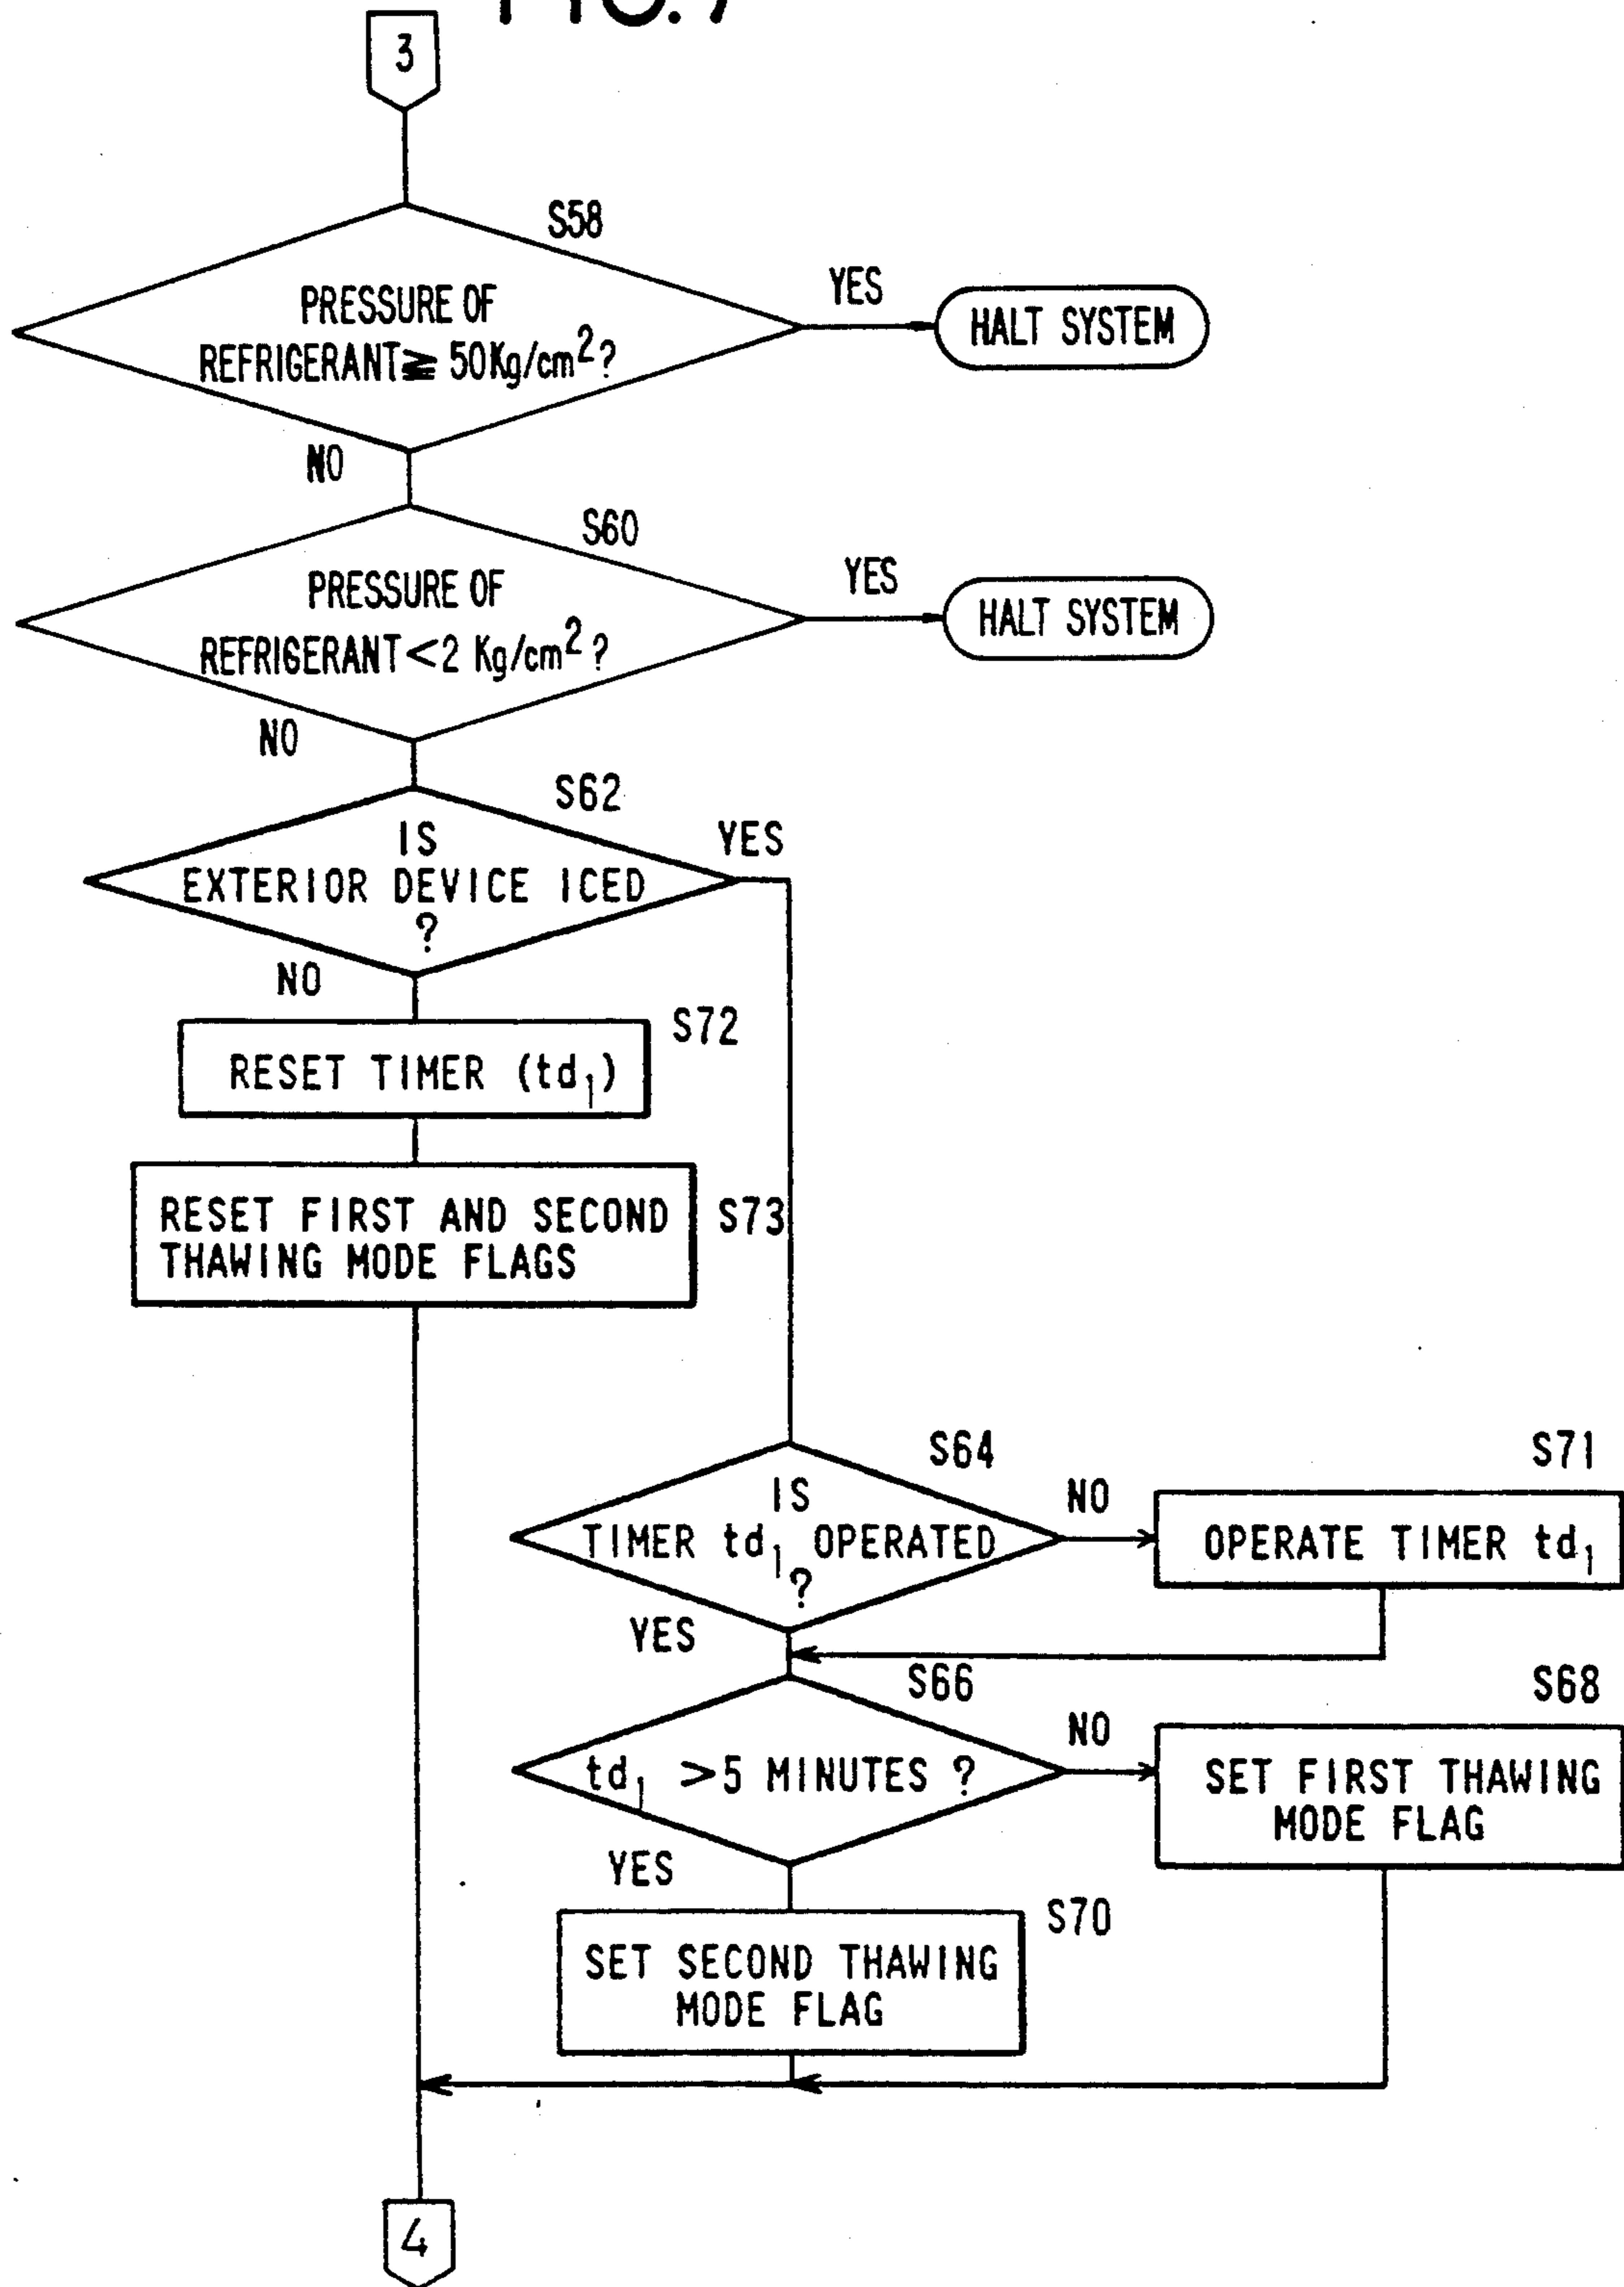 FIG. 7
3
S58
PRESSURE OF
REFRIGERANT ≧ 50Kg/cm²?
YES
HALT SYSTEM
NO
S60
PRESSURE OF
REFRIGERANT < 2 Kg/cm²?
YES
HALT SYSTEM
NO
S62
IS
EXTERIOR DEVICE ICED
?
YES
NO
S72
RESET TIMER (td₁)
RESET FIRST AND SECOND
THAWING MODE FLAGS
S73
S64
IS
TIMER td₁ OPERATED
?
NO
S71
OPERATE TIMER td₁
YES
S66
td₁ >5 MINUTES ?
NO
S68
SET FIRST THAWING
MODE FLAG
YES
S70
SET SECOND THAWING
MODE FLAG
4